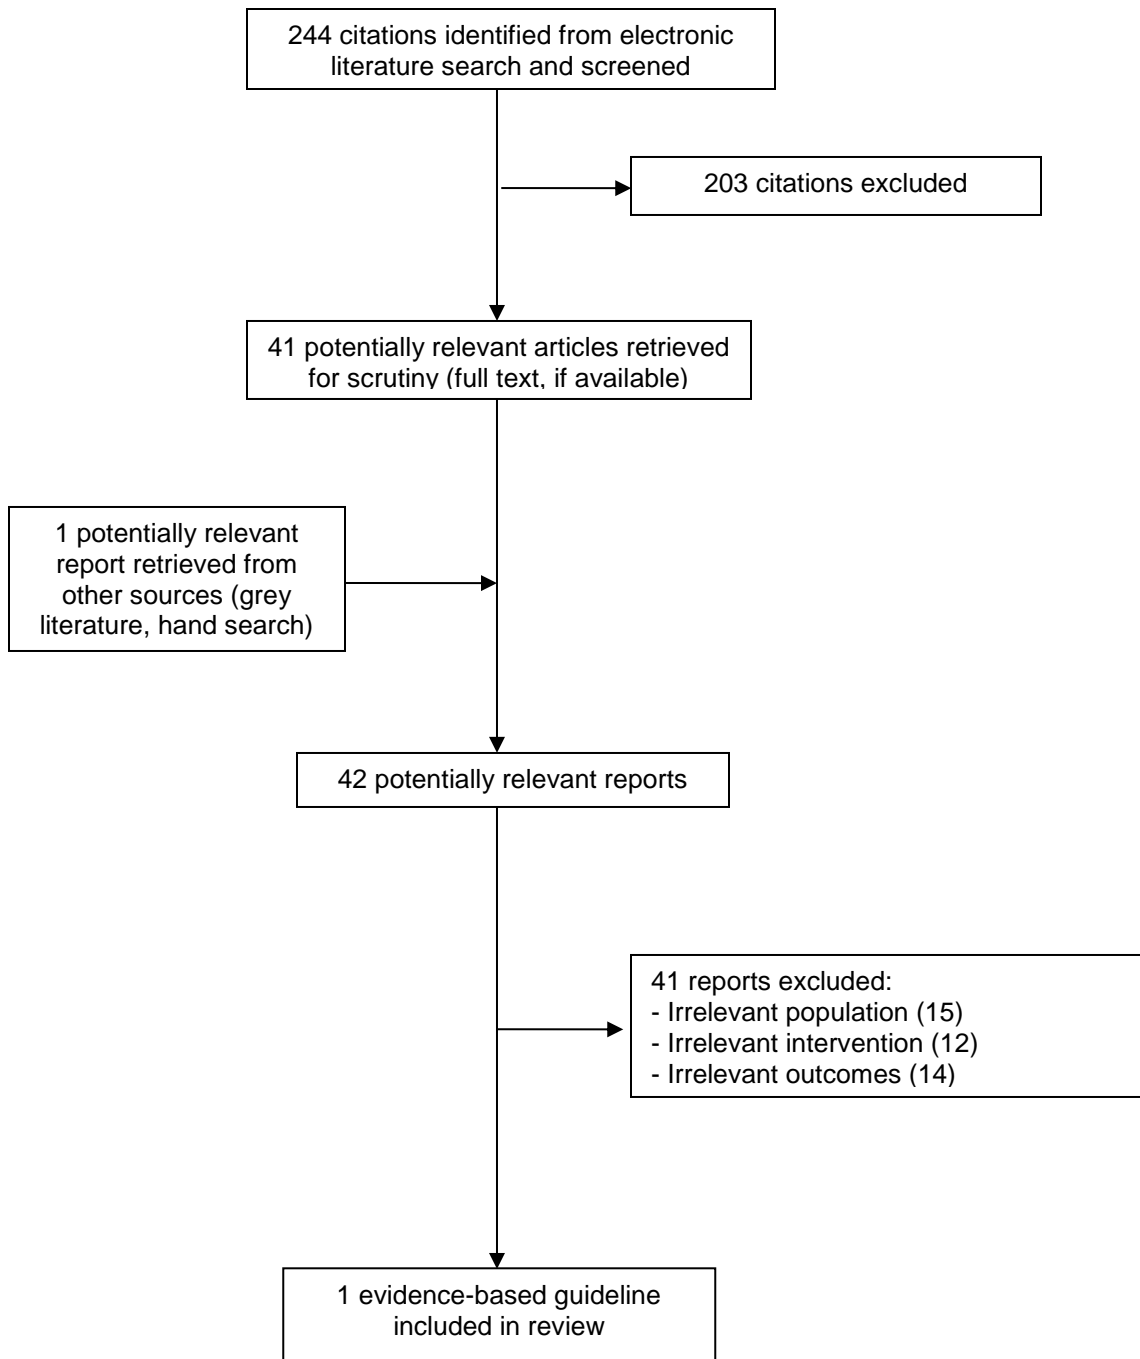 244 citations identified from electronic
literature search and screened
203 citations excluded
41 potentially relevant articles retrieved
for scrutiny (full text, if available)
1 potentially relevant
report retrieved from
other sources (grey
literature, hand search)
42 potentially relevant reports
41 reports excluded:
- Irrelevant population (15)
- Irrelevant intervention (12)
- Irrelevant outcomes (14)
1 evidence-based guideline
included in review